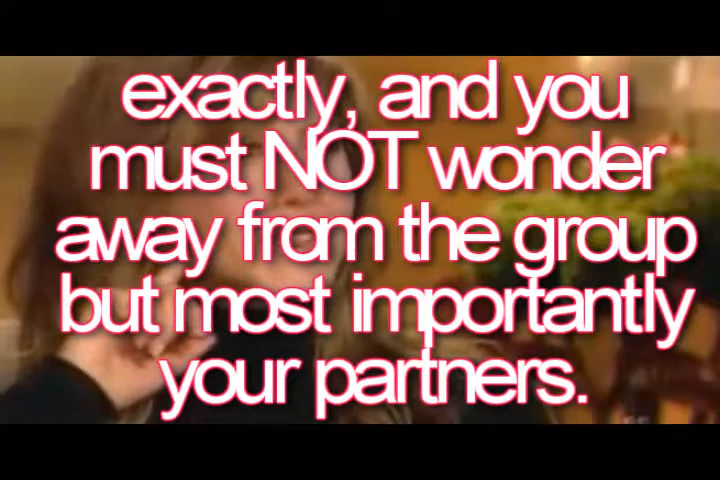 exactly, and you
must NOT wonder
away from the group
but most importantly
your partners.